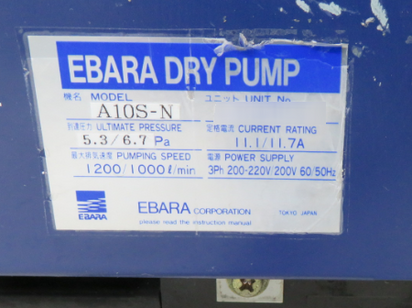 EBARA DRY PUMP
機名 MODEL ユニット UNIT No.
A10S-N
到達圧力 ULTIMATE PRESSURE 定格電流 CURRENT RATING
5.3/6.7 Pa 11.1/11.7A
最大排気速度 PUMPING SPEED 電源 POWER SUPPLY
1200/1000ℓ/min 3Ph 200-220V/200V 60/50Hz
EBARA EBARA CORPORATION TOKYO JAPAN
please read the instruction manual